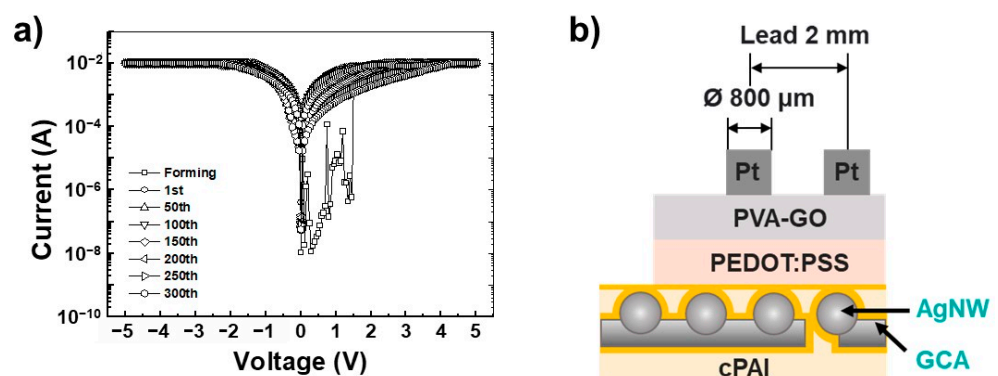 a)
Current (A)
10⁻²
10⁻⁴
10⁻⁶
10⁻⁸
10⁻¹⁰
Forming
1st
50th
100th
150th
200th
250th
300th
−5 −4 −3 −2 −1 0 1 2 3 4 5
Voltage (V)
b)
Lead 2 mm
Ø 800 μm
Pt Pt
PVA-GO
PEDOT:PSS
AgNW
GCA
cPAI